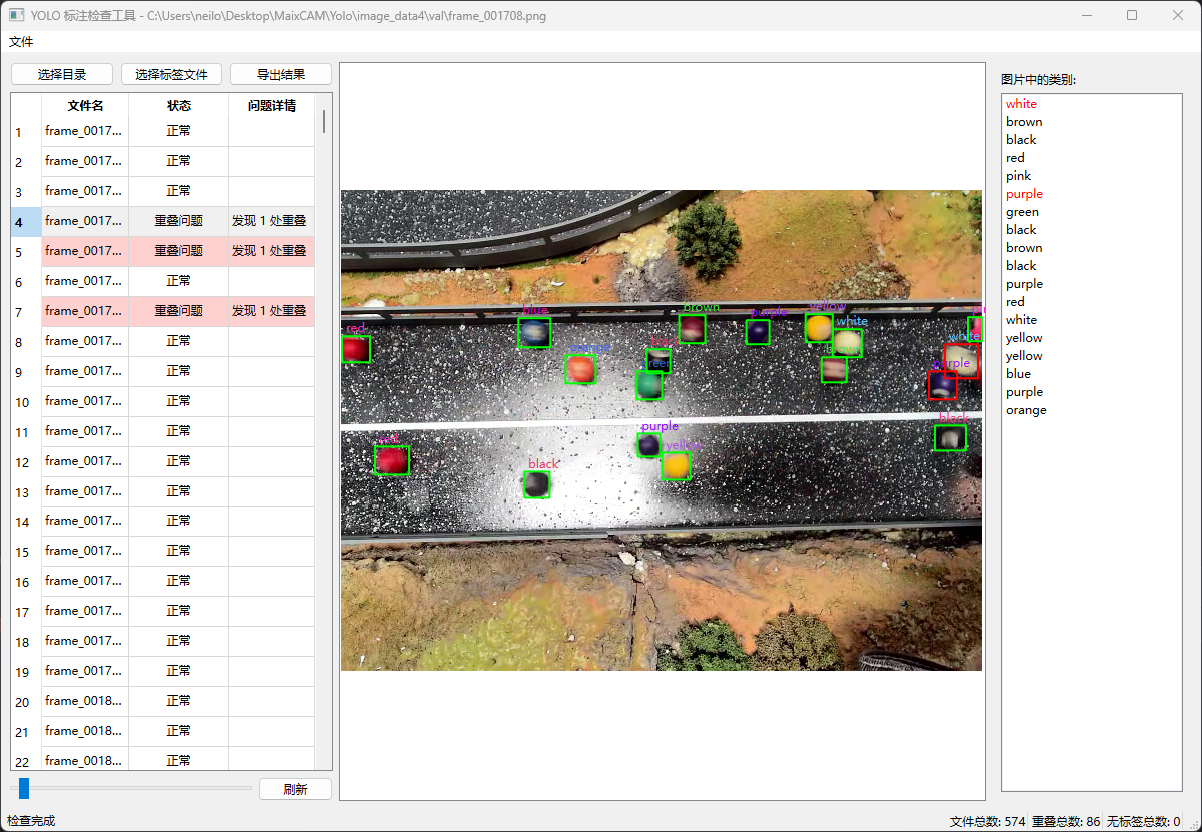 YOLO 标注检查工具 - C:\Users\neilo\Desktop\MaixCAM\Yolo\image_data4\val\frame_001708.png
文件
选择目录 选择标签文件 导出结果
文件名 状态 问题详情
1 frame_0017... 正常
2 frame_0017... 正常
3 frame_0017... 正常
4 frame_0017... 重叠问题 发现 1 处重叠
5 frame_0017... 重叠问题 发现 1 处重叠
6 frame_0017... 正常
7 frame_0017... 重叠问题 发现 1 处重叠
8 frame_0017... 正常
9 frame_0017... 正常
10 frame_0017... 正常
11 frame_0017... 正常
12 frame_0017... 正常
13 frame_0017... 正常
14 frame_0017... 正常
15 frame_0017... 正常
16 frame_0017... 正常
17 frame_0017... 正常
18 frame_0017... 正常
19 frame_0017... 正常
20 frame_0018... 正常
21 frame_0018... 正常
22 frame_0018... 正常
刷新
检查完成
blue
brown
purple
yellow
white
red
orange
white
purple
black
purple
yellow
red
black
图片中的类别:
white
brown
black
red
pink
purple
green
black
brown
black
purple
red
white
yellow
yellow
blue
purple
orange
文件总数: 574 重叠总数: 86 无标签总数: 0